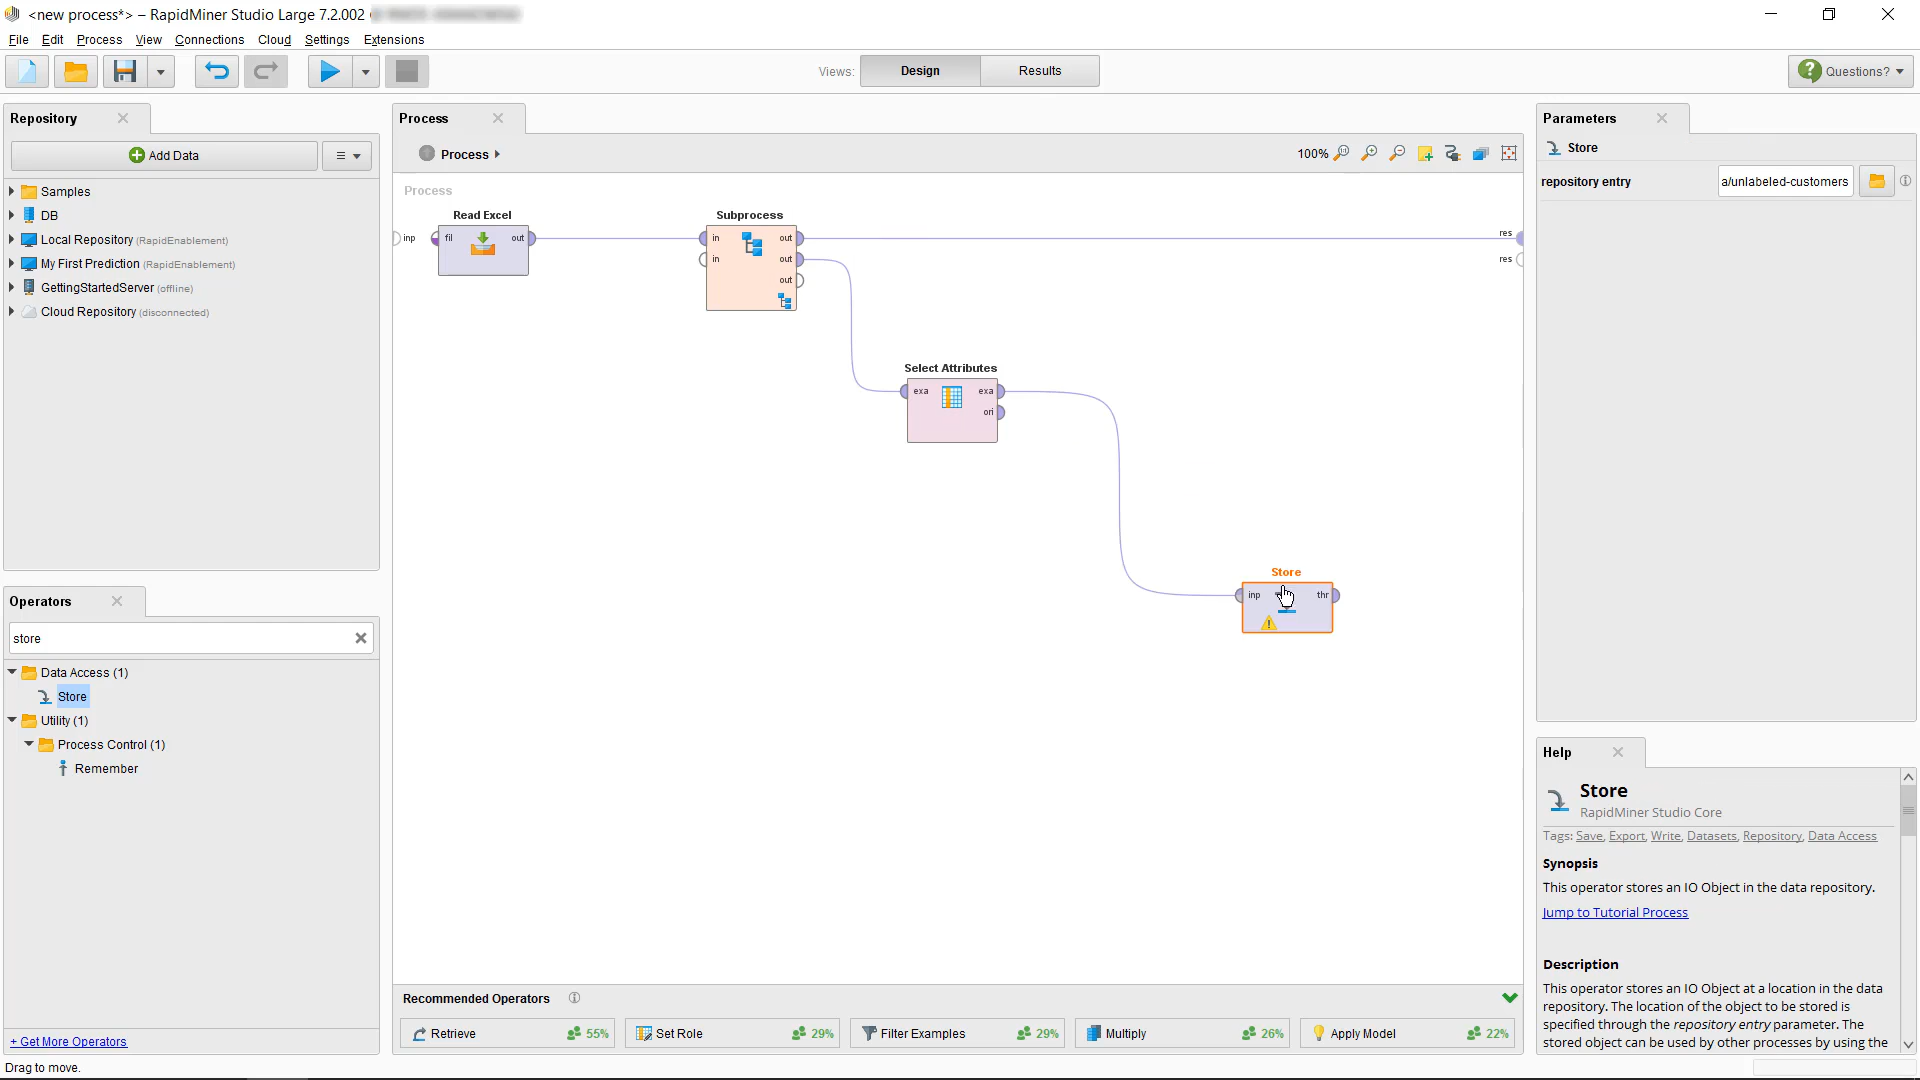 <new process*> – RapidMiner Studio Large 7.2.002
File Edit Process View Connections Cloud Settings Extensions
Views: Design Results
Questions?
Repository
Add Data
Samples
DB
Local Repository (RapidEnablement)
My First Prediction (RapidEnablement)
GettingStartedServer (offline)
Cloud Repository (disconnected)
Operators
store
Data Access (1)
Store
Utility (1)
Process Control (1)
Remember
+ Get More Operators
Drag to move.
Process
Process
100%
Process
inp
Read Excel
fil out
Subprocess
in out
in out
out
res
res
Select Attributes
exa exa
ori
Store
inp thr
Recommended Operators
Retrieve 55%
Set Role 29%
Filter Examples 29%
Multiply 26%
Apply Model 22%
Parameters
Store
repository entry a/unlabeled-customers
Help
Store
RapidMiner Studio Core
Tags: Save, Export, Write, Datasets, Repository, Data Access
Synopsis
This operator stores an IO Object in the data repository.
Jump to Tutorial Process
Description
This operator stores an IO Object at a location in the data
repository. The location of the object to be stored is
specified through the repository entry parameter. The
stored object can be used by other processes by using the